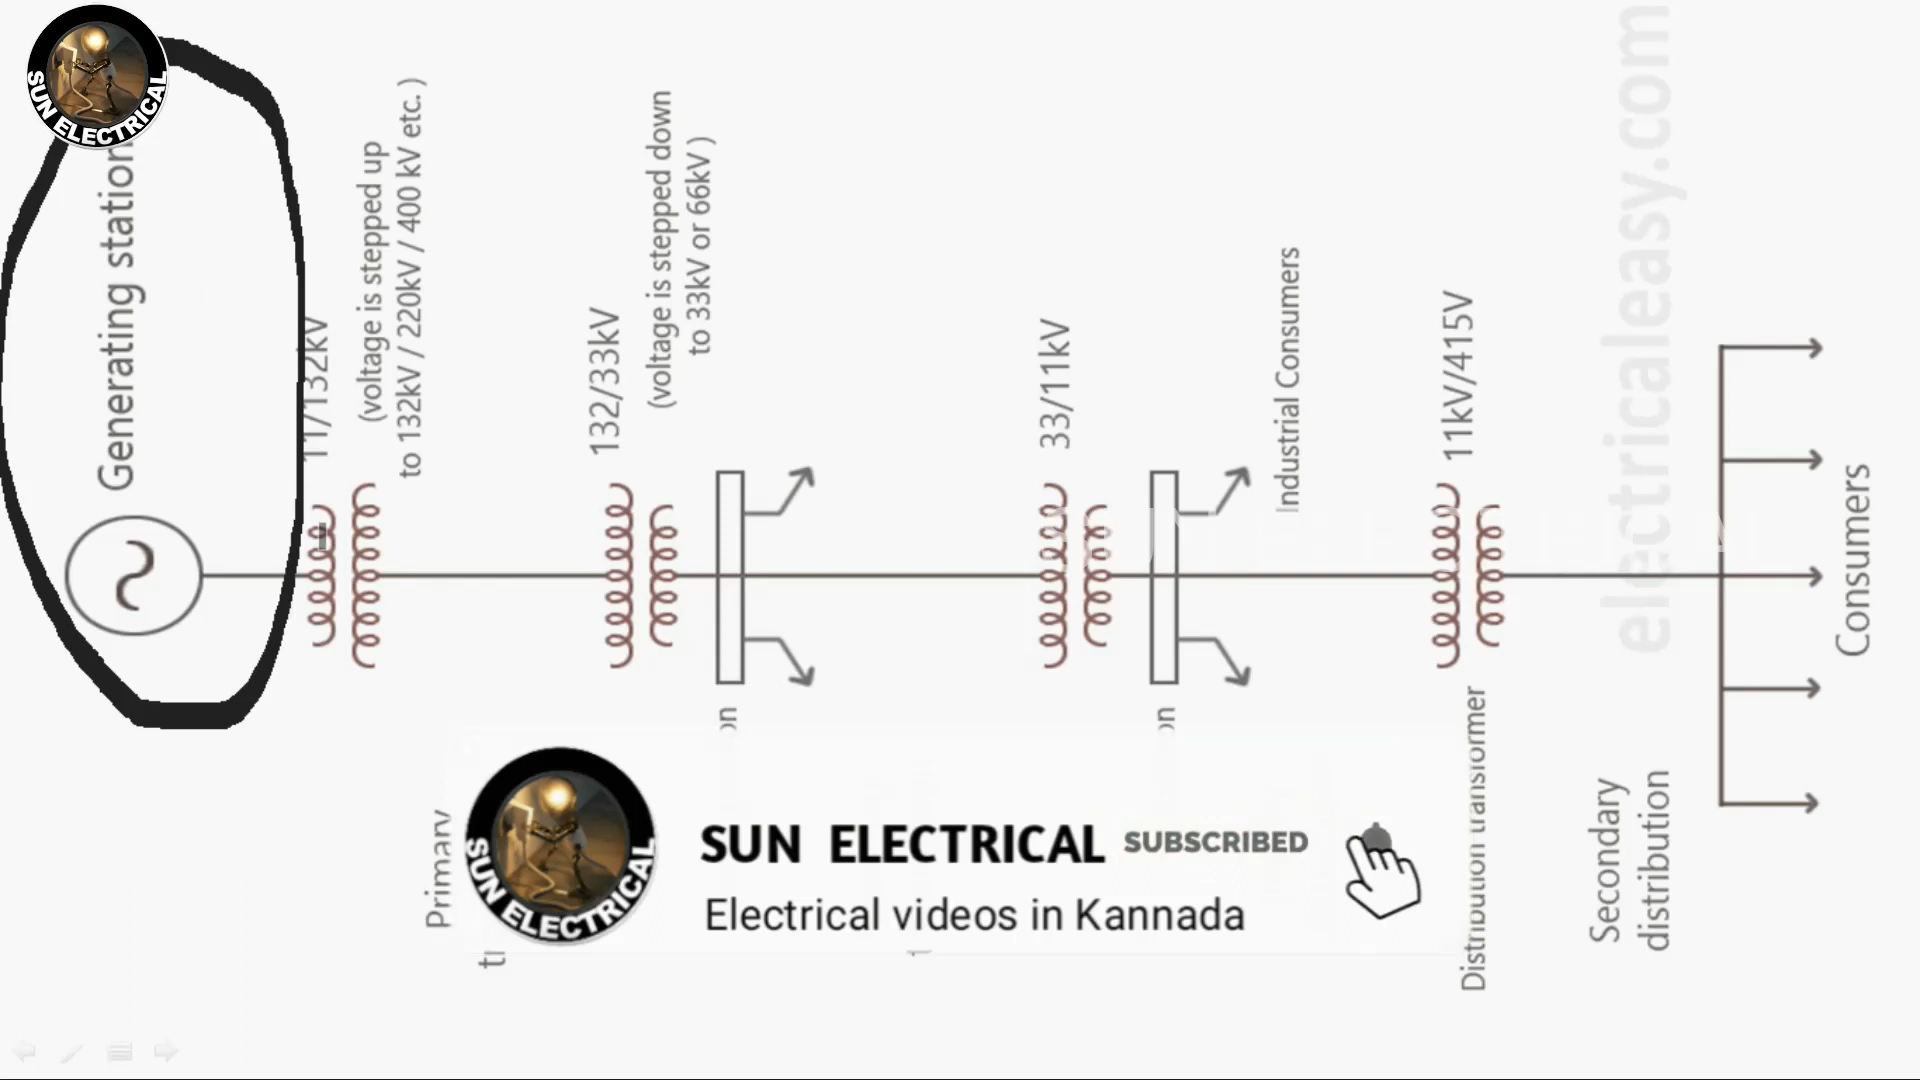 SUN ELECTRICAL
Generating station
11/132kV
(voltage is stepped up
to 132kV / 220kV / 400 kV etc. )
132/33kV
(voltage is stepped down
to 33kV or 66kV )
33/11kV
Industrial Consumers
11kV/415V
electricaleasy.com
Consumers
Primary
SUN ELECTRICAL
SUN ELECTRICAL SUBSCRIBED
Electrical videos in Kannada
Distribution transformer
Secondary
distribution